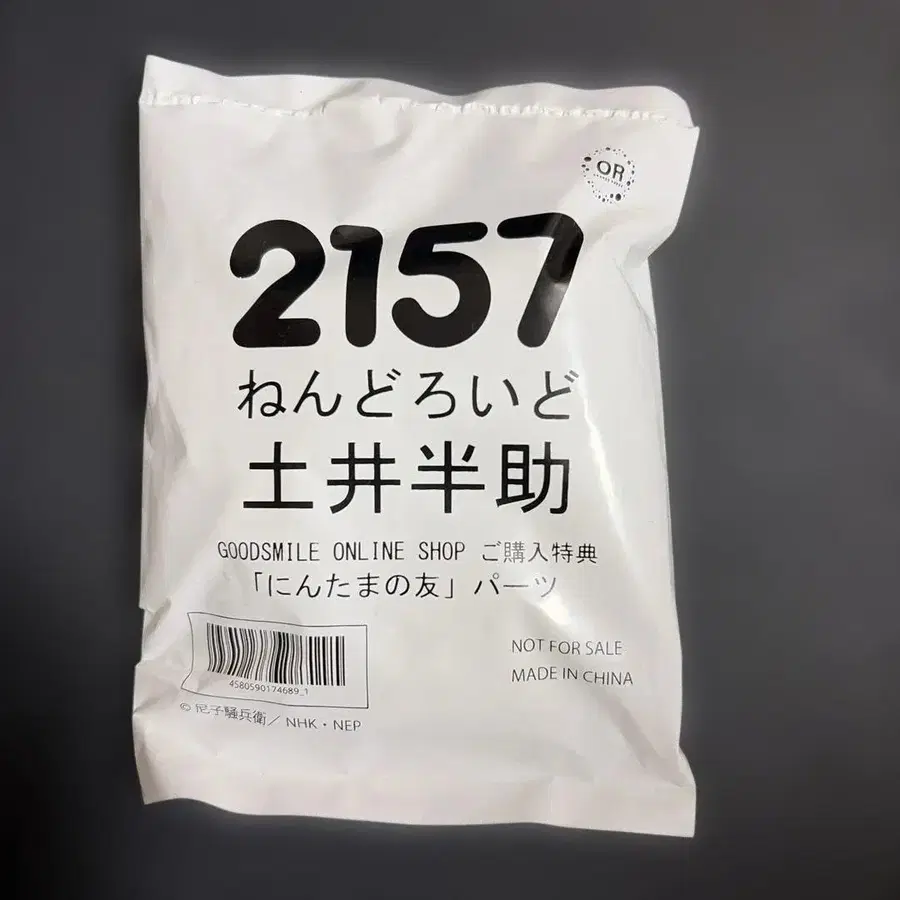 OR
2157
ねんどろいど
土井半助
GOODSMILE ONLINE SHOP ご購入特典
「にんたまの友」パーツ
NOT FOR SALE
MADE IN CHINA
4580590174689_1
© 尼子騒兵衛／NHK・NEP